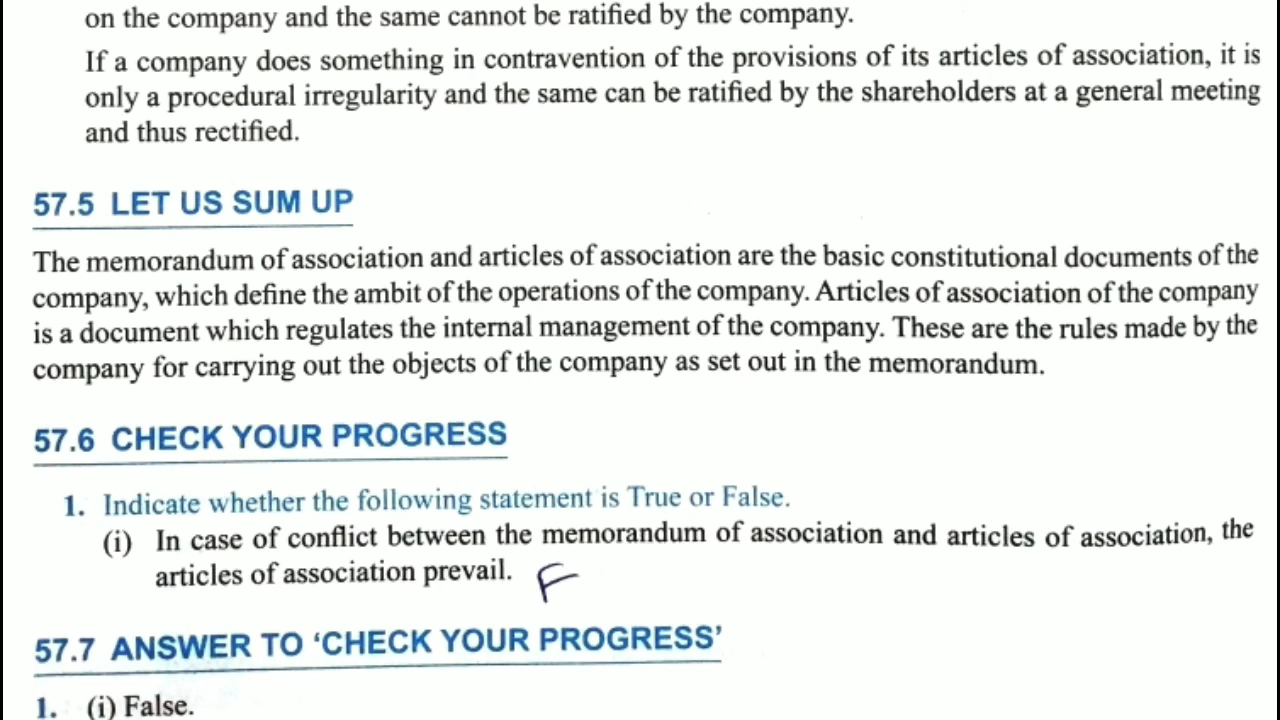 on the company and the same cannot be ratified by the company.
If a company does something in contravention of the provisions of its articles of association, it is
only a procedural irregularity and the same can be ratified by the shareholders at a general meeting
and thus rectified.
57.5 LET US SUM UP
The memorandum of association and articles of association are the basic constitutional documents of the
company, which define the ambit of the operations of the company. Articles of association of the company
is a document which regulates the internal management of the company. These are the rules made by the
company for carrying out the objects of the company as set out in the memorandum.
57.6 CHECK YOUR PROGRESS
1. Indicate whether the following statement is True or False.
(i) In case of conflict between the memorandum of association and articles of association, the
articles of association prevail. F
57.7 ANSWER TO ‘CHECK YOUR PROGRESS’
1. (i) False.